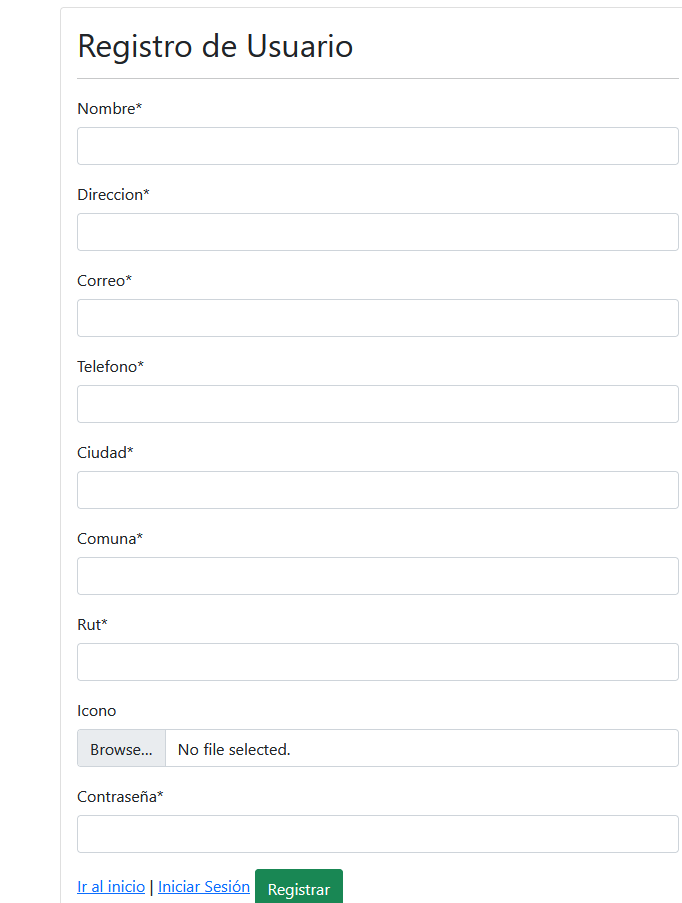 Registro de Usuario
Nombre*
Direccion*
Correo*
Telefono*
Ciudad*
Comuna*
Rut*
Icono
Browse... No file selected.
Contraseña*
Ir al inicio | Iniciar Sesión Registrar